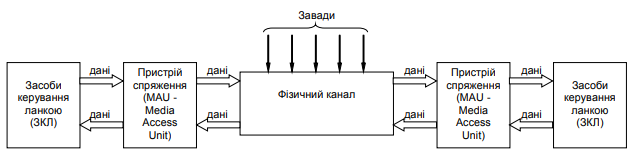 Завади
дані
дані
дані
дані
Засоби
керування
ланкою
(ЗКЛ)
Пристрій
спряження
(MAU -
Media
Access
Unit)
Фізичний канал
Пристрій
спряження
(MAU -
Media
Access
Unit)
Засоби
керування
ланкою
(ЗКЛ)
дані
дані
дані
дані